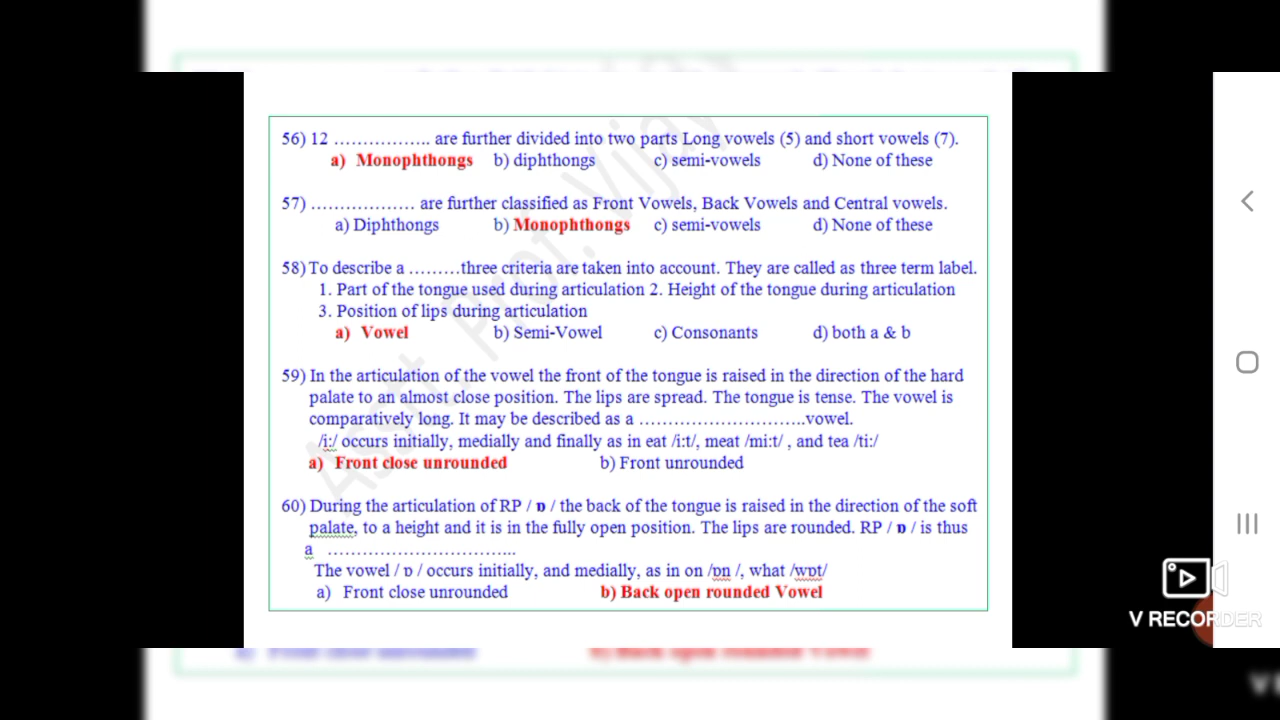 56) 12 ................. are further divided into two parts Long vowels (5) and short vowels (7).
a) Monophthongs b) diphthongs c) semi-vowels d) None of these
57) .................. are further classified as Front Vowels, Back Vowels and Central vowels.
a) Diphthongs b) Monophthongs c) semi-vowels d) None of these
58) To describe a .........three criteria are taken into account. They are called as three term label.
1. Part of the tongue used during articulation 2. Height of the tongue during articulation
3. Position of lips during articulation
a) Vowel b) Semi-Vowel c) Consonants d) both a & b
59) In the articulation of the vowel the front of the tongue is raised in the direction of the hard
palate to an almost close position. The lips are spread. The tongue is tense. The vowel is
comparatively long. It may be described as a .............................vowel.
/i:/ occurs initially, medially and finally as in eat /i:t/, meat /mi:t/ , and tea /ti:/
a) Front close unrounded b) Front unrounded
60) During the articulation of RP / ɒ / the back of the tongue is raised in the direction of the soft
palate, to a height and it is in the fully open position. The lips are rounded. RP / ɒ / is thus
a .................................
The vowel / ɒ / occurs initially, and medially, as in on /ɒn /, what /wɒt/
a) Front close unrounded b) Back open rounded Vowel
Asst. Prof. Vijay
V RECORDER